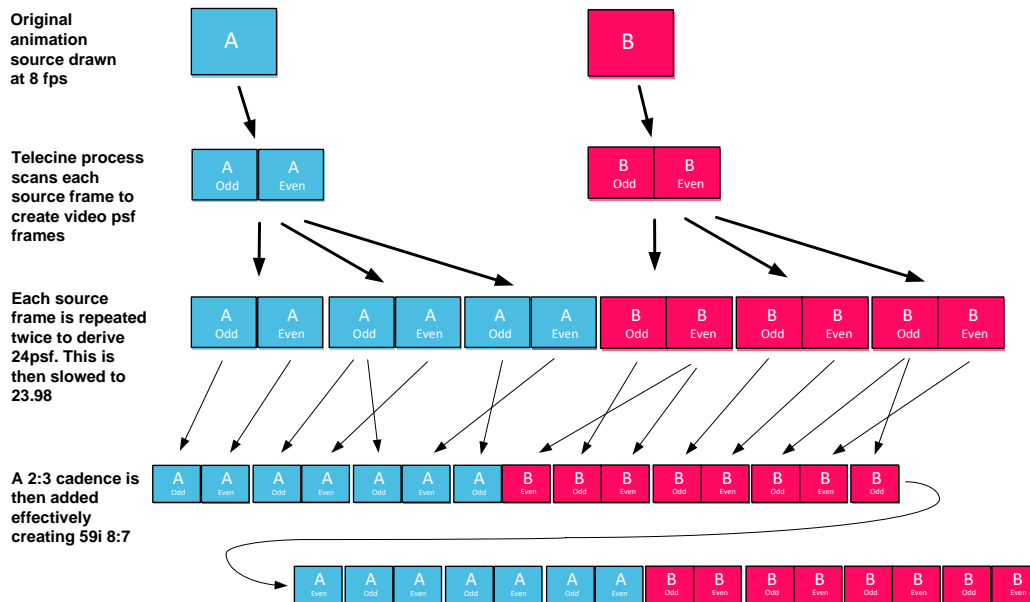 Original
animation
source drawn
at 8 fps
A
B
Telecine process
scans each
source frame to
create video psf
frames
A A B B
Odd Even Odd Even
Each source
frame is repeated
twice to derive
24psf. This is
then slowed to
23.98
A A A A A A B B B B B B
Odd Even Odd Even Odd Even Odd Even Odd Even Odd Even
A 2:3 cadence is
then added
effectively
creating 59i 8:7
A A A A A A A B B B B B B B B
Odd Even Odd Even Odd Even Odd Even Odd Even Odd Even Odd Even Odd
A A A A A A A B B B B B B B B
Even Odd Even Odd Even Odd Even Odd Even Odd Even Odd Even Odd Even